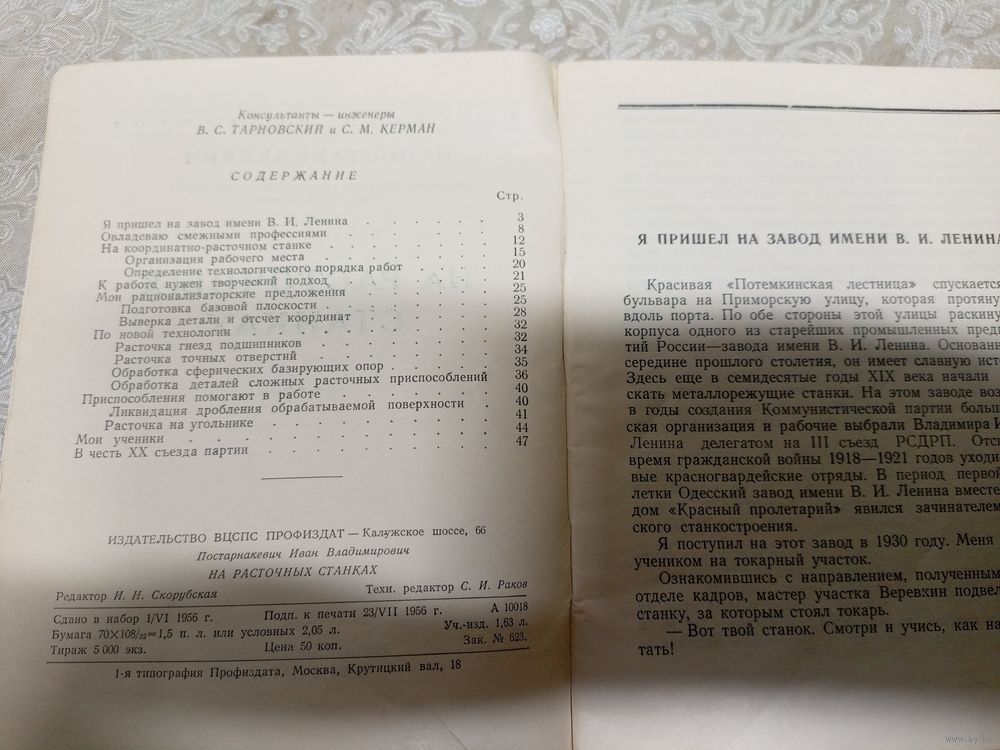 Консультанты — инженеры
В. С. ТАРНОВСКИЙ и С. М. КЕРМАН
СОДЕРЖАНИЕ
Стр.
Я пришел на завод имени В. И. Ленина . . . . . . 3
Овладеваю смежными профессиями . . . . . . 8
На координатно-расточном станке . . . . . . 12
Организация рабочего места . . . . . . 15
Определение технологического порядка работ . . . 20
К работе нужен творческий подход . . . . . . 21
Мои рационализаторские предложения . . . . . 25
Подготовка базовой плоскости . . . . . . 25
Выверка детали и отсчет координат . . . . . 28
По новой технологии . . . . . . . . 32
Расточка гнезд подшипников . . . . . . 32
Расточка точных отверстий . . . . . . 34
Обработка сферических базирующих опор . . . . 35
Обработка деталей сложных расточных приспособлений 36
Приспособления помогают в работе . . . . . 40
Ликвидация дробления обрабатываемой поверхности . 40
Расточка на угольнике . . . . . . . 41
Мои ученики . . . . . . . . . 44
В честь XX съезда партии . . . . . . . 47
ИЗДАТЕЛЬСТВО ВЦСПС ПРОФИЗДАТ — Калужское шоссе, 66
Постарнакевич Иван Владимирович
НА РАСТОЧНЫХ СТАНКАХ
Редактор И. Н. Скорубская Техн. редактор С. И. Раков
Сдано в набор 1/VI 1956 г. Подп. к печати 23/VII 1956 г. А 10018
Бумага 70×108/32=1,5 п. л. или условных 2,05 л. Уч.-изд. 1,63 л.
Тираж 5 000 экз. Цена 50 коп. Зак. № 623.
1-я типография Профиздата, Москва, Крутицкий вал, 18
Я ПРИШЕЛ НА ЗАВОД ИМЕНИ В. И. ЛЕНИНА
Красивая «Потемкинская лестница» спускается
бульвара на Приморскую улицу, которая протяну
вдоль порта. По обе стороны этой улицы раскину
корпуса одного из старейших промышленных пред
тий России—завода имени В. И. Ленина. Основанн
середине прошлого столетия, он имеет славную ист
Здесь еще в семидесятые годы XIX века начали
скать металлорежущие станки. На этом заводе воз
в годы создания Коммунистической партии больш
ская организация и рабочие выбрали Владимира И
Ленина делегатом на III съезд РСДРП. Отс
время гражданской войны 1918—1921 годов уходи
вые красногвардейские отряды. В период первой
летки Одесский завод имени В. И. Ленина вместе
дом «Красный пролетарий» явился зачинателем
ского станкостроения.
Я поступил на этот завод в 1930 году. Меня
учеником на токарный участок.
Ознакомившись с направлением, полученным
отделе кадров, мастер участка Веревкин подвел
станку, за которым стоял токарь.
— Вот твой станок. Смотри и учись, как на
тать!
www.ay.by